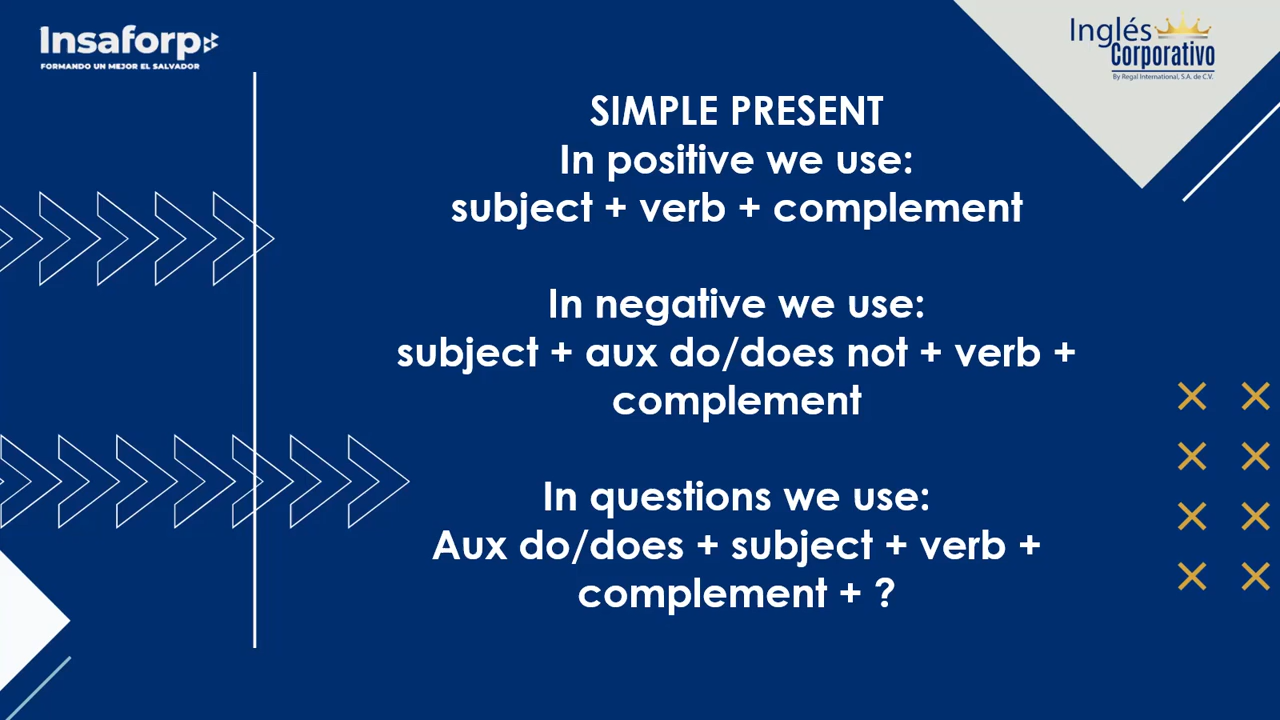 Insaforp
FORMANDO UN MEJOR EL SALVADOR
Inglés
Corporativo
By Regal International, S.A. de C.V.
SIMPLE PRESENT
In positive we use:
subject + verb + complement
In negative we use:
subject + aux do/does not + verb +
complement
In questions we use:
Aux do/does + subject + verb +
complement + ?